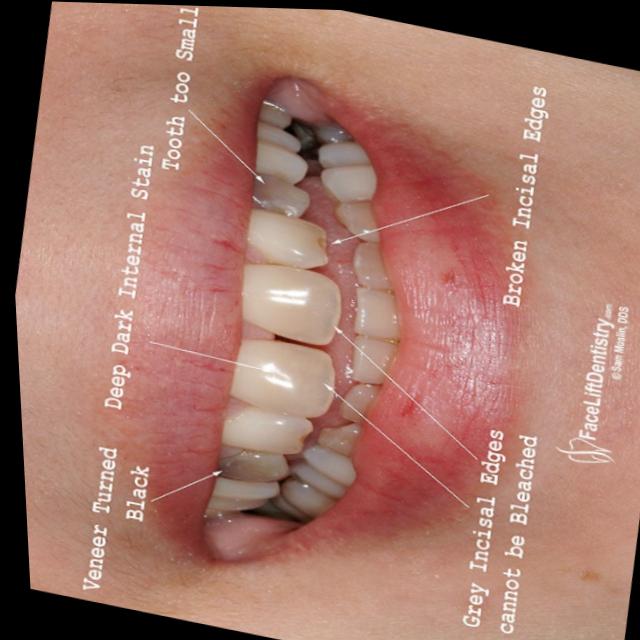 Veneer Turned
Black
Deep Dark Internal Stain
Tooth too Small
Grey Incisal Edges
cannot be Bleached
Broken Incisal Edges
FaceLiftDentistry.com
© Sam Muslin, DDS